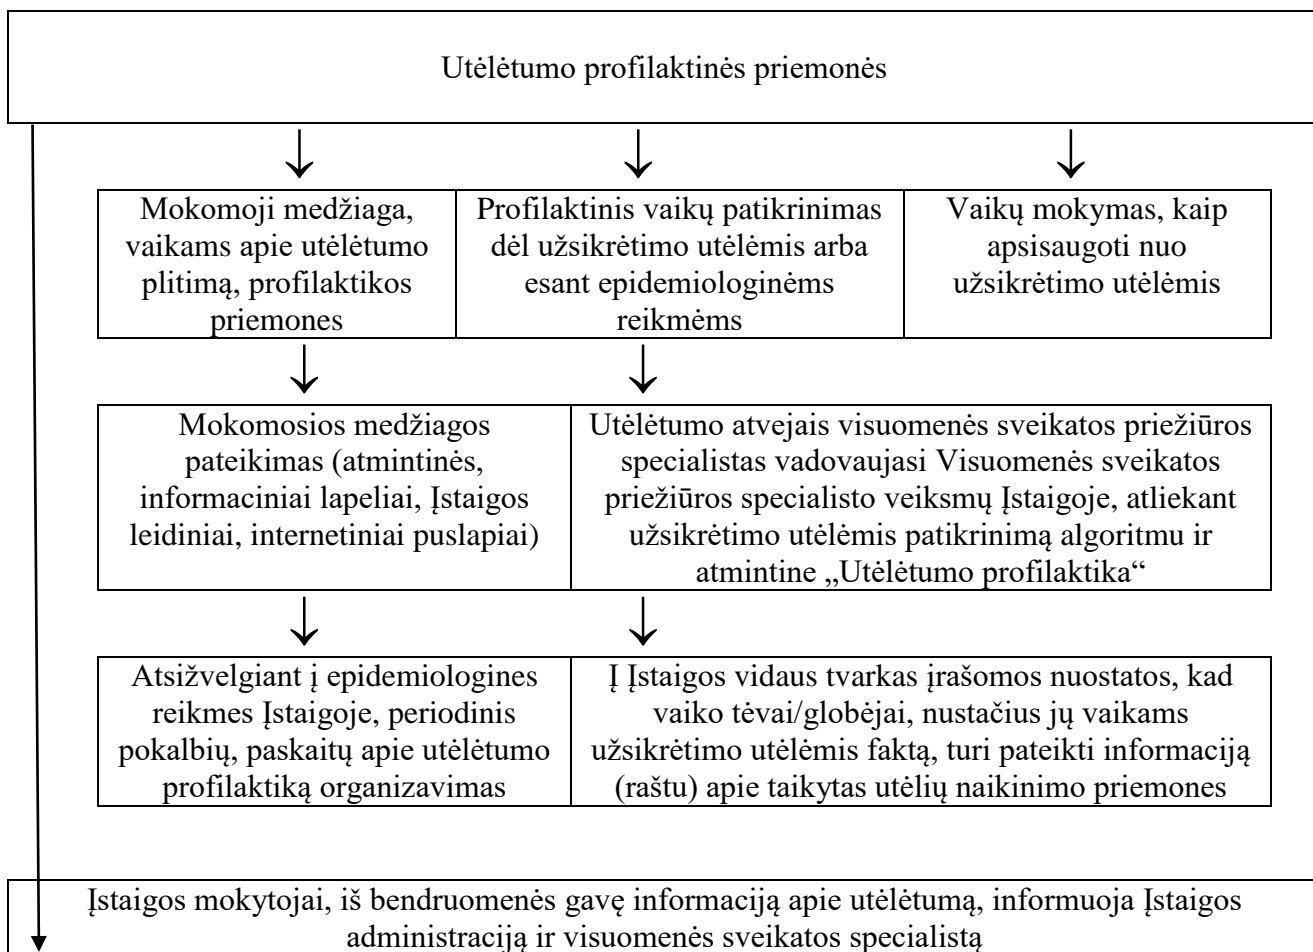 Utėlėtumo profilaktinės priemonės
Mokomoji medžiaga,
vaikams apie utėlėtumo
plitimą, profilaktikos
priemones
Profilaktinis vaikų patikrinimas
dėl užsikrėtimo utėlėmis arba
esant epidemiologinėms
reikmėms
Vaikų mokymas, kaip
apsisaugoti nuo
užsikrėtimo utėlėmis
Mokomosios medžiagos
pateikimas (atmintinės,
informaciniai lapeliai, Įstaigos
leidiniai, internetiniai puslapiai)
Utėlėtumo atvejais visuomenės sveikatos priežiūros
specialistas vadovaujasi Visuomenės sveikatos
priežiūros specialisto veiksmų Įstaigoje, atliekant
užsikrėtimo utėlėmis patikrinimą algoritmu ir
atmintine „Utėlėtumo profilaktika“
Atsižvelgiant į epidemiologines
reikmes Įstaigoje, periodinis
pokalbių, paskaitų apie utėlėtumo
profilaktiką organizavimas
Į Įstaigos vidaus tvarkas įrašomos nuostatos, kad
vaiko tėvai/globėjai, nustačius jų vaikams
užsikrėtimo utėlėmis faktą, turi pateikti informaciją
(raštu) apie taikytas utėlių naikinimo priemones
Įstaigos mokytojai, iš bendruomenės gavę informaciją apie utėlėtumą, informuoja Įstaigos
administraciją ir visuomenės sveikatos specialistą